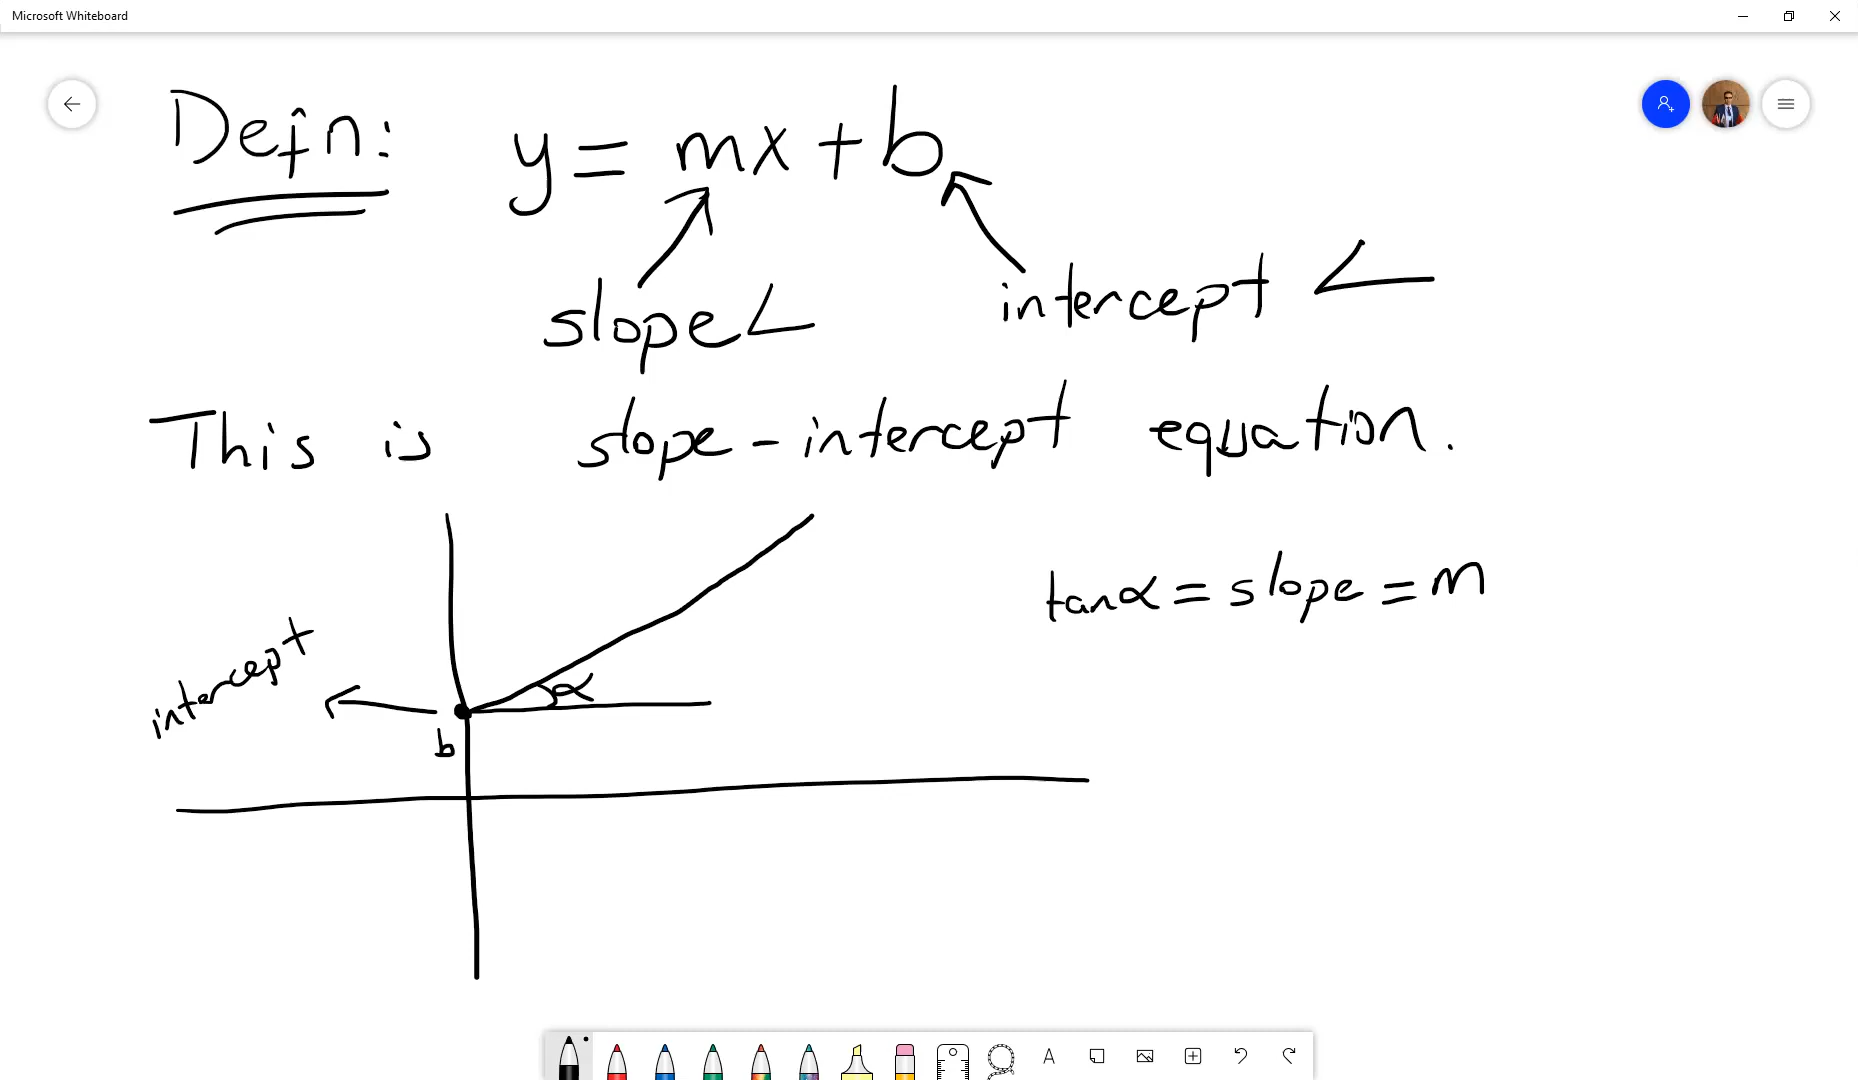 Microsoft Whiteboard
Defn: y = mx + b
slope intercept
This is slope - intercept equation.
tanα = slope = m
intercept
α
b